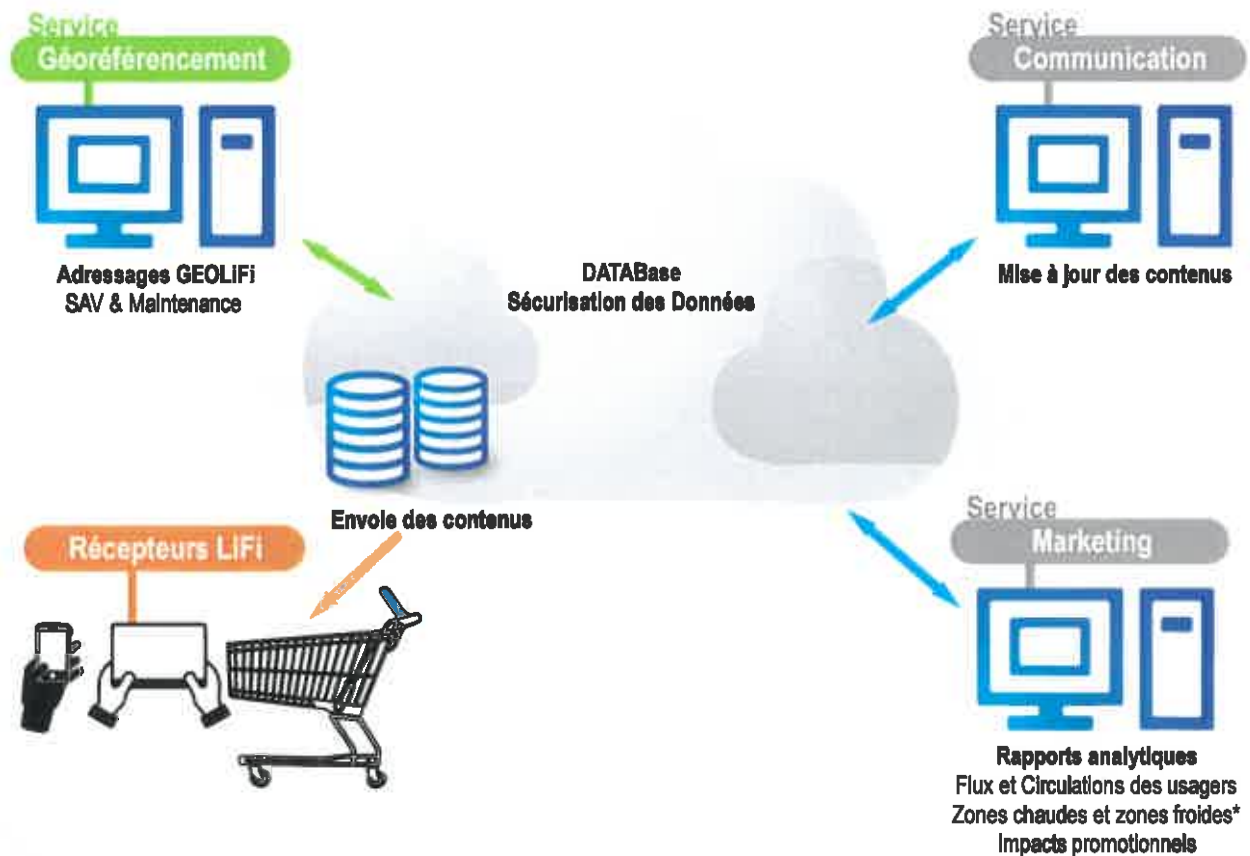 Service
Géoréférencement
Adressages GEOLiFi
SAV & Maintenance
Service
Communication
Mise à jour des contenus
DATABase
Sécurisation des Données
Envoie des contenus
Récepteurs LiFi
Service
Marketing
Rapports analytiques
Flux et Circulations des usagers
Zones chaudes et zones froides*
Impacts promotionnels